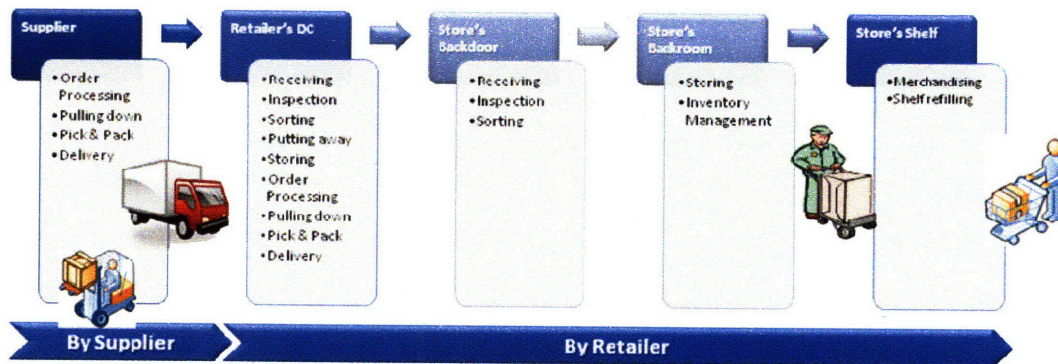 Supplier
Retailer's DC
Store's
Backdoor
Store's
Backroom
Store's Shelf
•Order
Processing
•Pulling down
•Pick & Pack
•Delivery
•Receiving
•Inspection
•Sorting
•Putting away
•Storing
•Order
Processing
•Pulling down
•Pick & Pack
•Delivery
•Receiving
•Inspection
•Sorting
•Storing
•Inventory
Management
•Merchandising
•Shelf refilling
By Supplier
By Retailer